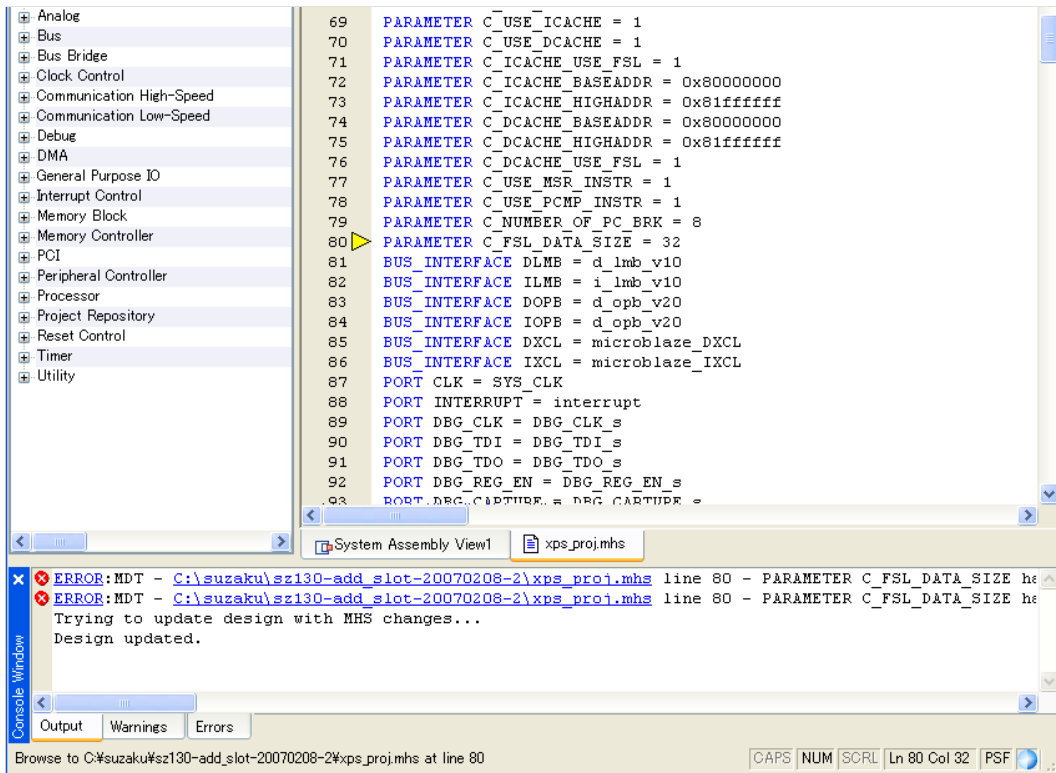 Analog
Bus
Bus Bridge
Clock Control
Communication High-Speed
Communication Low-Speed
Debug
DMA
General Purpose IO
Interrupt Control
Memory Block
Memory Controller
PCI
Peripheral Controller
Processor
Project Repository
Reset Control
Timer
Utility
69 PARAMETER C_USE_ICACHE = 1
70 PARAMETER C_USE_DCACHE = 1
71 PARAMETER C_ICACHE_USE_FSL = 1
72 PARAMETER C_ICACHE_BASEADDR = 0x80000000
73 PARAMETER C_ICACHE_HIGHADDR = 0x81ffffff
74 PARAMETER C_DCACHE_BASEADDR = 0x80000000
75 PARAMETER C_DCACHE_HIGHADDR = 0x81ffffff
76 PARAMETER C_DCACHE_USE_FSL = 1
77 PARAMETER C_USE_MSR_INSTR = 1
78 PARAMETER C_USE_PCMP_INSTR = 1
79 PARAMETER C_NUMBER_OF_PC_BRK = 8
80 PARAMETER C_FSL_DATA_SIZE = 32
81 BUS_INTERFACE DLMB = d_lmb_v10
82 BUS_INTERFACE ILMB = i_lmb_v10
83 BUS_INTERFACE DOPB = d_opb_v20
84 BUS_INTERFACE IOPB = d_opb_v20
85 BUS_INTERFACE DXCL = microblaze_DXCL
86 BUS_INTERFACE IXCL = microblaze_IXCL
87 PORT CLK = SYS_CLK
88 PORT INTERRUPT = interrupt
89 PORT DBG_CLK = DBG_CLK_s
90 PORT DBG_TDI = DBG_TDI_s
91 PORT DBG_TDO = DBG_TDO_s
92 PORT DBG_REG_EN = DBG_REG_EN_s
93 PORT DBG_CAPTURE = DBG_CAPTURE_s
System Assembly View1
xps_proj.mhs
ERROR:MDT - C:\suzaku\sz130-add_slot-20070208-2\xps_proj.mhs line 80 - PARAMETER C_FSL_DATA_SIZE ha
ERROR:MDT - C:\suzaku\sz130-add_slot-20070208-2\xps_proj.mhs line 80 - PARAMETER C_FSL_DATA_SIZE ha
Trying to update design with MHS changes...
Design updated.
Console Window
Output
Warnings
Errors
Browse to C:¥suzaku¥sz130-add_slot-20070208-2¥xps_proj.mhs at line 80
CAPS NUM SCRL Ln 80 Col 32 PSF